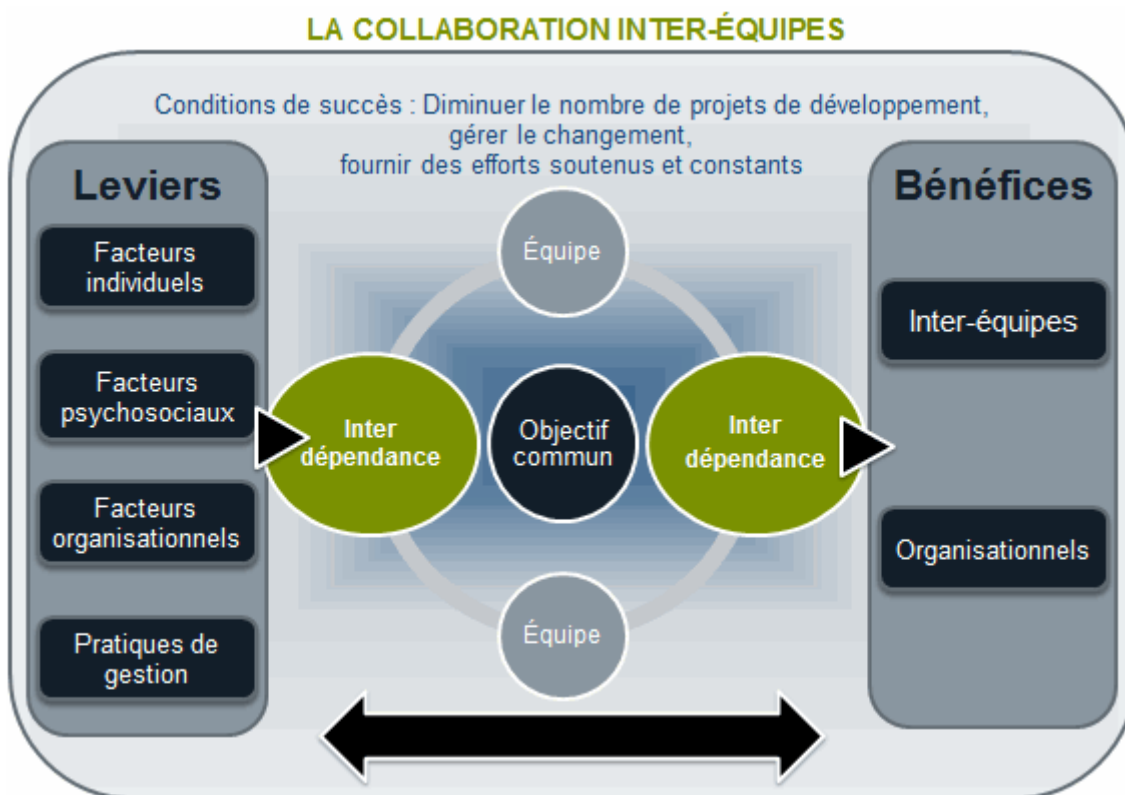 LA COLLABORATION INTER-ÉQUIPES
Conditions de succès : Diminuer le nombre de projets de développement,
gérer le changement,
fournir des efforts soutenus et constants
Leviers
Facteurs
individuels
Facteurs
psychosociaux
Facteurs
organisationnels
Pratiques de
gestion
Équipe
Inter
dépendance
Objectif
commun
Inter
dépendance
Équipe
Bénéfices
Inter-équipes
Organisationnels